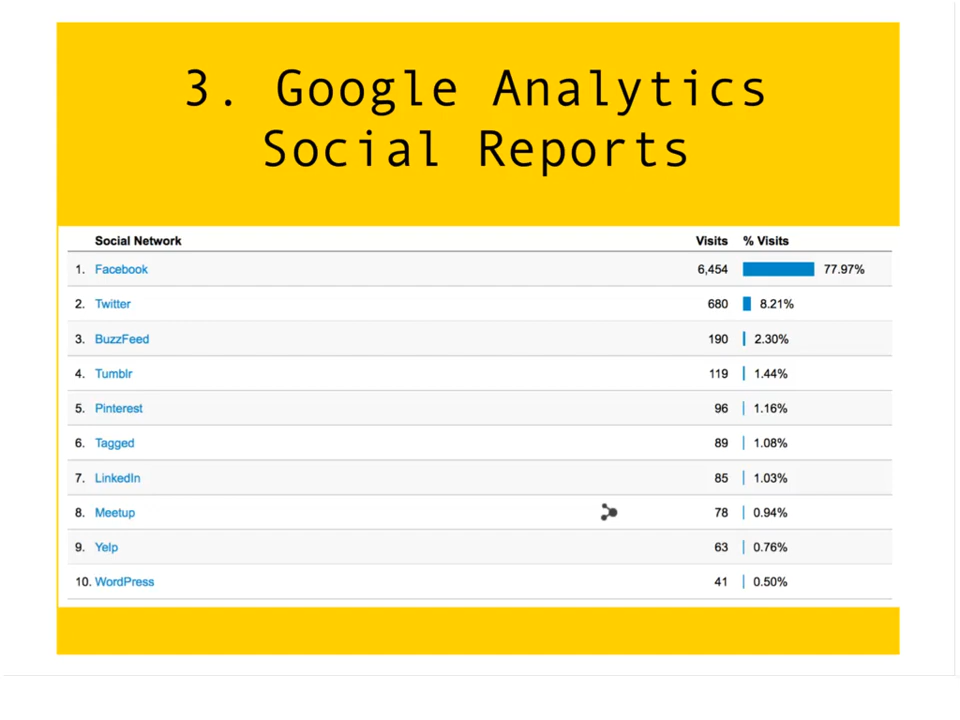 3. Google Analytics
Social Reports
Social Network Visits % Visits
1. Facebook 6,454 77.97%
2. Twitter 680 8.21%
3. BuzzFeed 190 2.30%
4. Tumblr 119 1.44%
5. Pinterest 96 1.16%
6. Tagged 89 1.08%
7. LinkedIn 85 1.03%
8. Meetup 78 0.94%
9. Yelp 63 0.76%
10. WordPress 41 0.50%